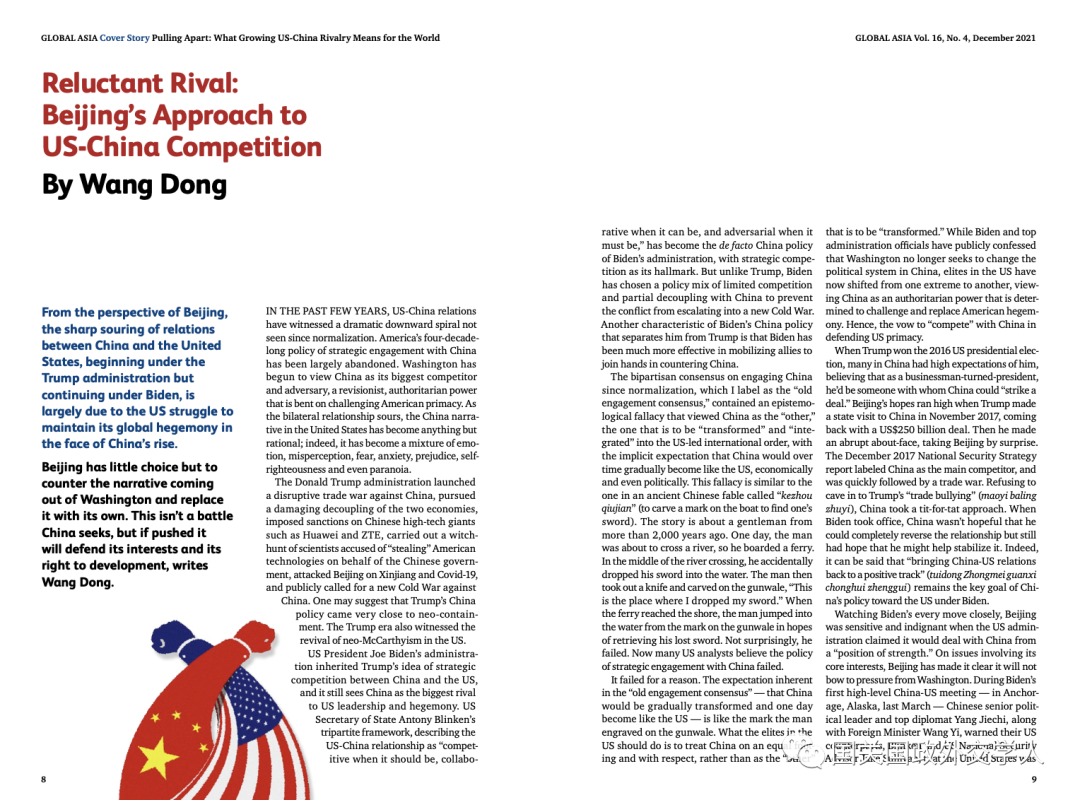 GLOBAL ASIA Cover Story Pulling Apart: What Growing US-China Rivalry Means for the World
GLOBAL ASIA Vol. 16, No. 4, December 2021
Reluctant Rival:
Beijing’s Approach to
US-China Competition
By Wang Dong
From the perspective of Beijing,
the sharp souring of relations
between China and the United
States, beginning under the
Trump administration but
continuing under Biden, is
largely due to the US struggle to
maintain its global hegemony in
the face of China’s rise.
Beijing has little choice but to
counter the narrative coming
out of Washington and replace
it with its own. This isn’t a battle
China seeks, but if pushed it
will defend its interests and its
right to development, writes
Wang Dong.
IN THE PAST FEW YEARS, US-China relations
have witnessed a dramatic downward spiral not
seen since normalization. America’s four-decade-
long policy of strategic engagement with China
has been largely abandoned. Washington has
begun to view China as its biggest competitor
and adversary, a revisionist, authoritarian power
that is bent on challenging American primacy. As
the bilateral relationship sours, the China narra-
tive in the United States has become anything but
rational; indeed, it has become a mixture of emo-
tion, misperception, fear, anxiety, prejudice, self-
righteousness and even paranoia.
The Donald Trump administration launched
a disruptive trade war against China, pursued
a damaging decoupling of the two economies,
imposed sanctions on Chinese high-tech giants
such as Huawei and ZTE, carried out a witch-
hunt of scientists accused of “stealing” American
technologies on behalf of the Chinese govern-
ment, attacked Beijing on Xinjiang and Covid-19,
and publicly called for a new Cold War against
China. One may suggest that Trump’s China
policy came very close to neo-contain-
ment. The Trump era also witnessed the
revival of neo-McCarthyism in the US.
US President Joe Biden’s administra-
tion inherited Trump’s idea of strategic
competition between China and the US,
and it still sees China as the biggest rival
to US leadership and hegemony. US
Secretary of State Antony Blinken’s
tripartite framework, describing the
US-China relationship as “compet-
itive when it should be, collabo-
rative when it can be, and adversarial when it
must be,” has become the de facto China policy
of Biden’s administration, with strategic compe-
tition as its hallmark. But unlike Trump, Biden
has chosen a policy mix of limited competition
and partial decoupling with China to prevent
the conflict from escalating into a new Cold War.
Another characteristic of Biden’s China policy
that separates him from Trump is that Biden has
been much more effective in mobilizing allies to
join hands in countering China.
The bipartisan consensus on engaging China
since normalization, which I label as the “old
engagement consensus,” contained an epistemo-
logical fallacy that viewed China as the “other,”
the one that is to be “transformed” and “inte-
grated” into the US-led international order, with
the implicit expectation that China would over
time gradually become like the US, economically
and even politically. This fallacy is similar to the
one in an ancient Chinese fable called “kezhou
qiujian” (to carve a mark on the boat to find one’s
sword). The story is about a gentleman from
more than 2,000 years ago. One day, the man
was about to cross a river, so he boarded a ferry.
In the middle of the river crossing, he accidentally
dropped his sword into the water. The man then
took out a knife and carved on the gunwale, “This
is the place where I dropped my sword.” When
the ferry reached the shore, the man jumped into
the water from the mark on the gunwale in hopes
of retrieving his lost sword. Not surprisingly, he
failed. Now many US analysts believe the policy
of strategic engagement with China failed.
It failed for a reason. The expectation inherent
in the “old engagement consensus” — that China
would be gradually transformed and one day
become like the US — is like the mark the man
engraved on the gunwale. What the elites in the
US should do is to treat China on an equal foot-
ing and with respect, rather than as the “other”
that is to be “transformed.” While Biden and top
administration officials have publicly confessed
that Washington no longer seeks to change the
political system in China, elites in the US have
now shifted from one extreme to another, view-
ing China as an authoritarian power that is deter-
mined to challenge and replace American hegem-
ony. Hence, the vow to “compete” with China in
defending US primacy.
When Trump won the 2016 US presidential elec-
tion, many in China had high expectations of him,
believing that as a businessman-turned-president,
he’d be someone with whom China could “strike a
deal.” Beijing’s hopes ran high when Trump made
a state visit to China in November 2017, coming
back with a US$250 billion deal. Then he made
an abrupt about-face, taking Beijing by surprise.
The December 2017 National Security Strategy
report labeled China as the main competitor, and
was quickly followed by a trade war. Refusing to
cave in to Trump’s “trade bullying” (maoyi baling
zhuyi), China took a tit-for-tat approach. When
Biden took office, China wasn’t hopeful that he
could completely reverse the relationship but still
had hope that he might help stabilize it. Indeed,
it can be said that “bringing China-US relations
back to a positive track” (tuidong Zhongmei guanxi
chonghui zhenggui) remains the key goal of Chi-
na’s policy toward the US under Biden.
Watching Biden’s every move closely, Beijing
was sensitive and indignant when the US admin-
istration claimed it would deal with China from
a “position of strength.” On issues involving its
core interests, Beijing has made it clear it will not
bow to pressure from Washington. During Biden’s
first high-level China-US meeting — in Anchor-
age, Alaska, last March — Chinese senior polit-
ical leader and top diplomat Yang Jiechi, along
with Foreign Minister Wang Yi, warned their US
National Security
that the United States was
8
9